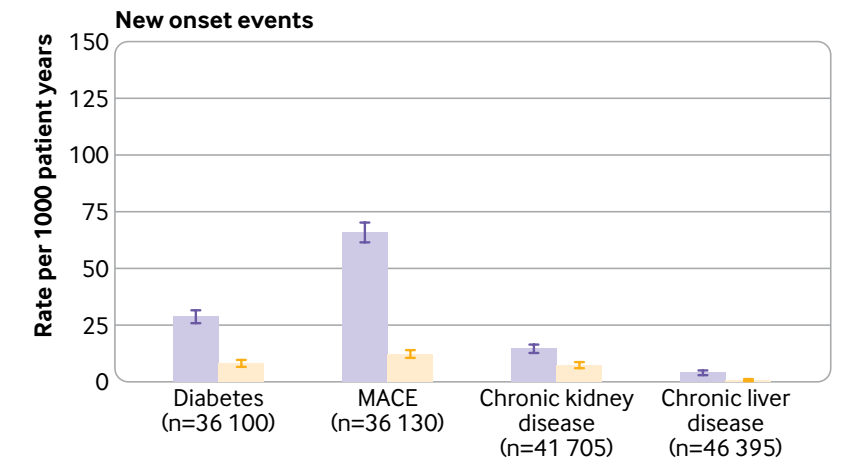 New onset events
Rate per 1000 patient years
150
125
100
75
50
25
0
Diabetes
(n=36 100)
MACE
(n=36 130)
Chronic kidney
disease
(n=41 705)
Chronic liver
disease
(n=46 395)